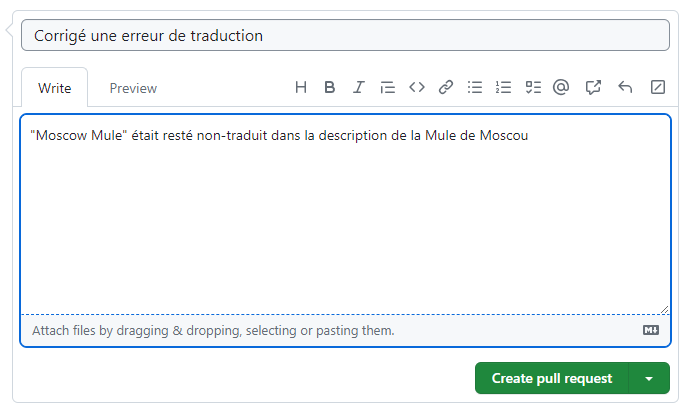 Corrigé une erreur de traduction
Write Preview
"Moscow Mule" était resté non-traduit dans la description de la Mule de Moscou
Attach files by dragging & dropping, selecting or pasting them.
Create pull request